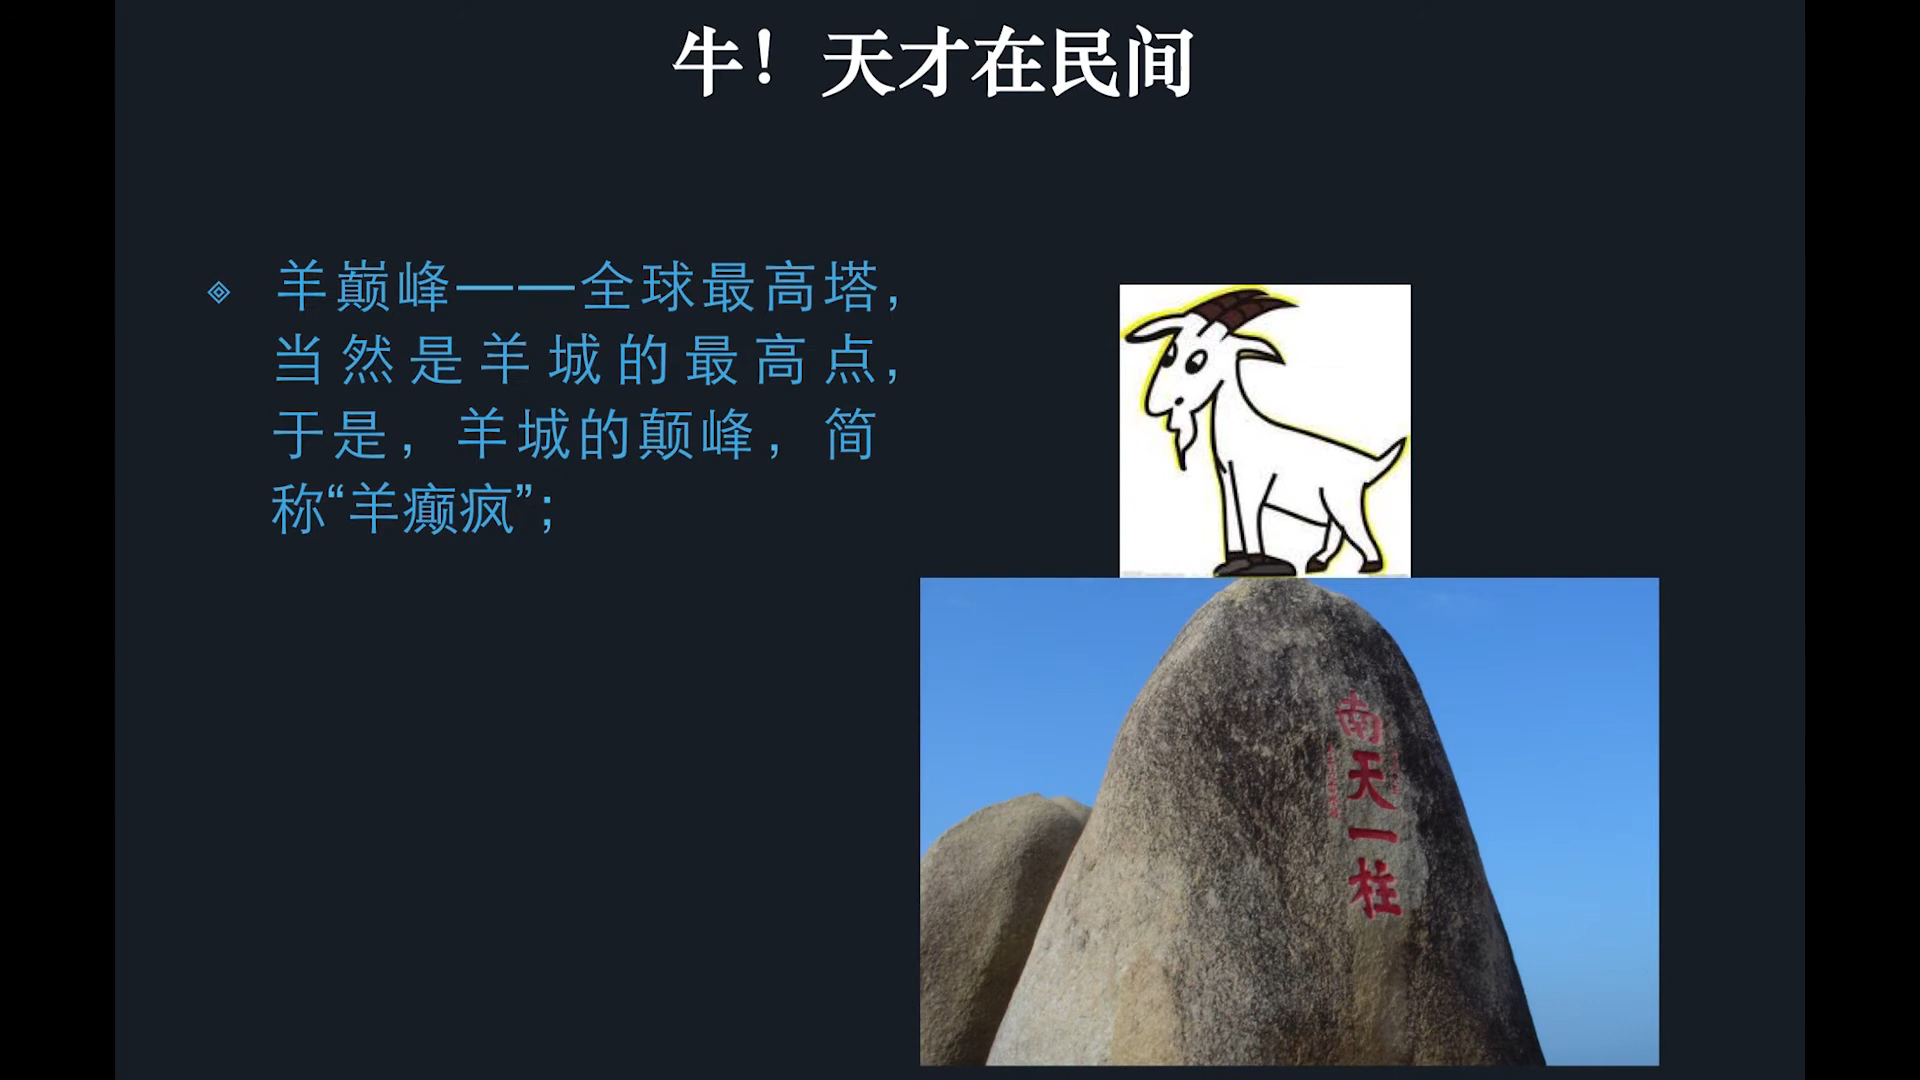 牛！天才在民间
羊巅峰——全球最高塔，
当然是羊城的最高点，
于是，羊城的颠峰，简
称“羊癫疯”；
南天一柱